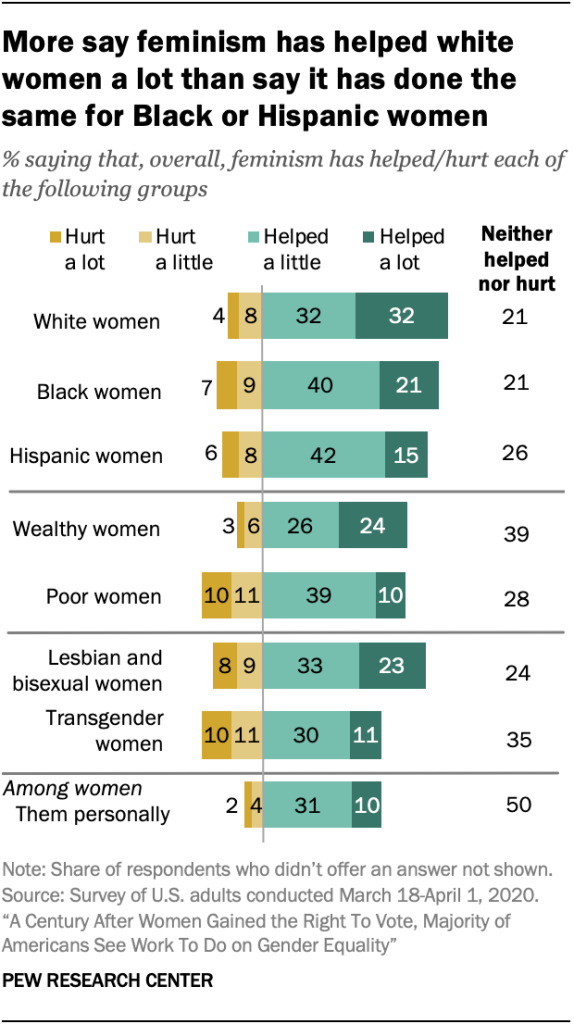 More say feminism has helped white
women a lot than say it has done the
same for Black or Hispanic women
% saying that, overall, feminism has helped/hurt each of
the following groups
Hurt a lot
Hurt a little
Helped a little
Helped a lot
Neither helped nor hurt
White women 4 8 32 32 21
Black women 7 9 40 21 21
Hispanic women 6 8 42 15 26
Wealthy women 3 6 26 24 39
Poor women 10 11 39 10 28
Lesbian and bisexual women 8 9 33 23 24
Transgender women 10 11 30 11 35
Among women
Them personally 2 4 31 10 50
Note: Share of respondents who didn’t offer an answer not shown.
Source: Survey of U.S. adults conducted March 18-April 1, 2020.
“A Century After Women Gained the Right To Vote, Majority of
Americans See Work To Do on Gender Equality”
PEW RESEARCH CENTER